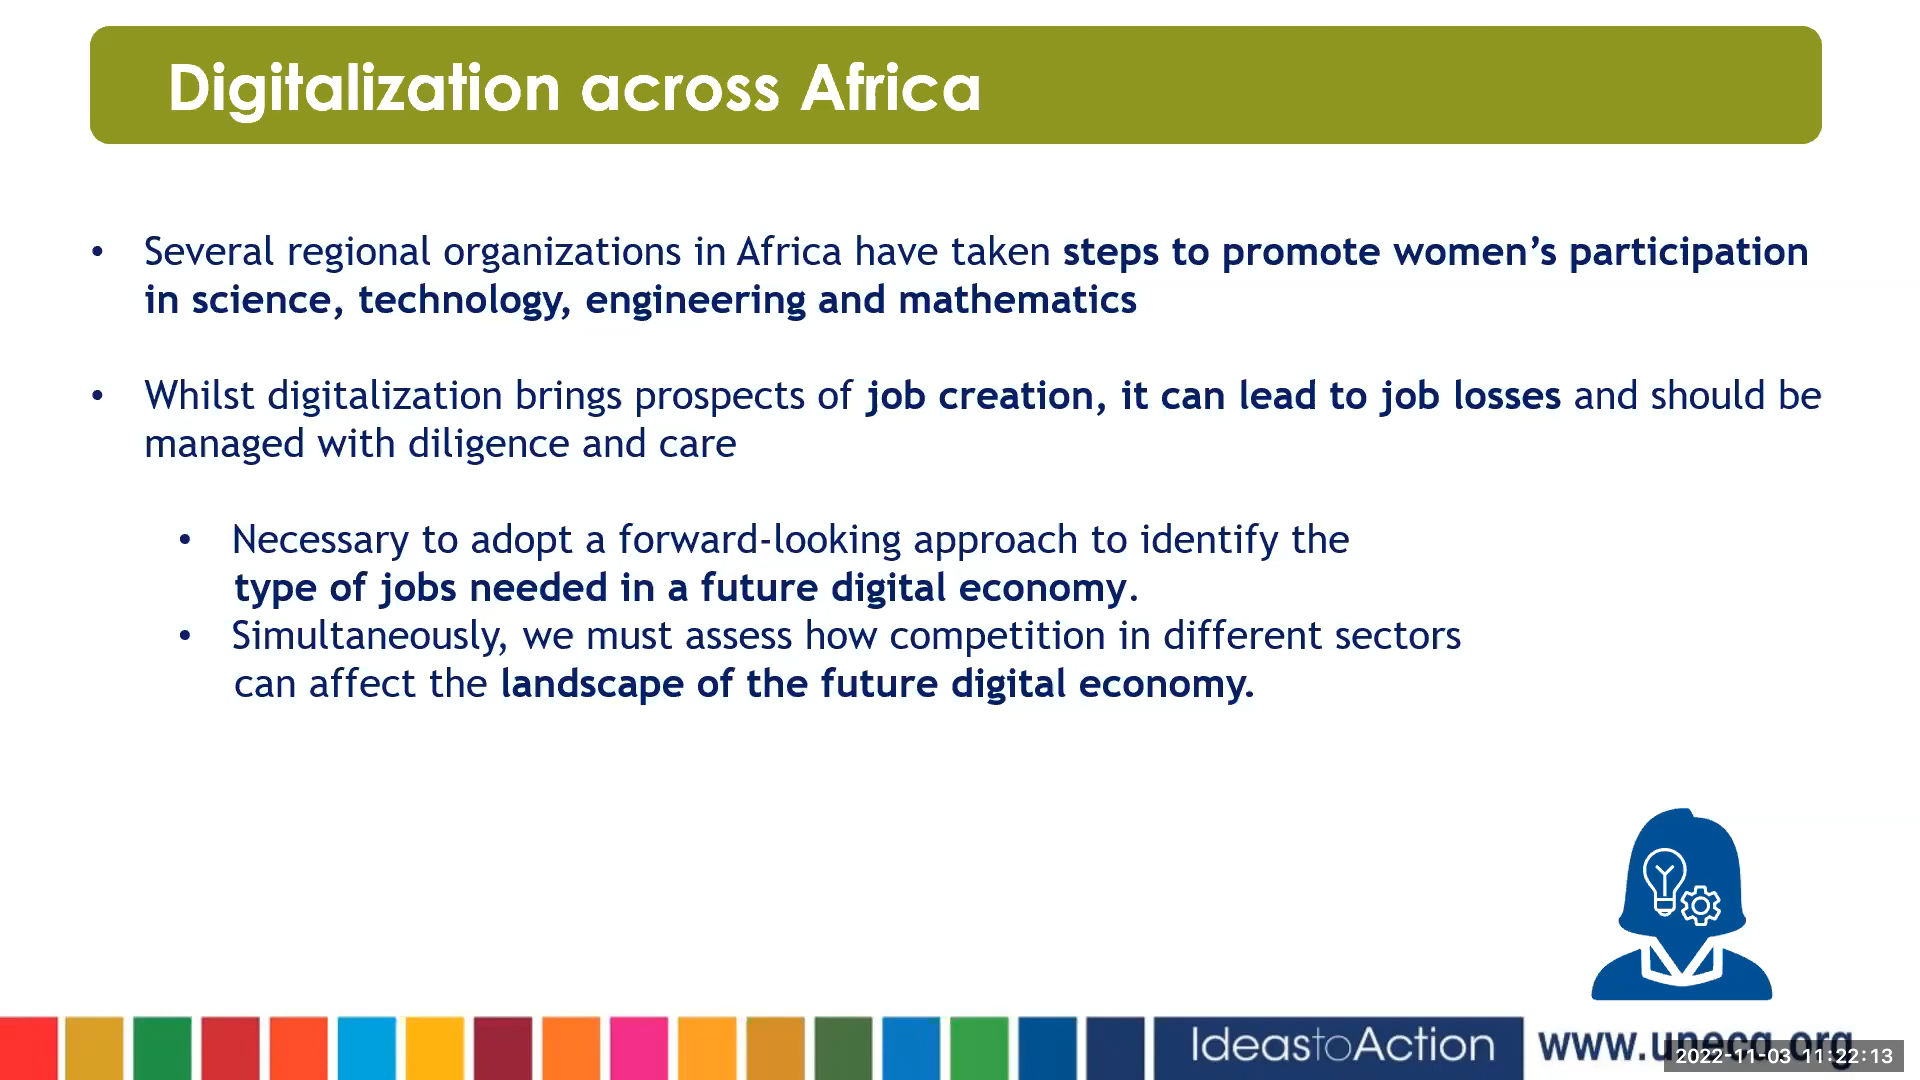 Digitalization across Africa
• Several regional organizations in Africa have taken steps to promote women’s participation
in science, technology, engineering and mathematics
• Whilst digitalization brings prospects of job creation, it can lead to job losses and should be
managed with diligence and care
• Necessary to adopt a forward-looking approach to identify the
type of jobs needed in a future digital economy.
• Simultaneously, we must assess how competition in different sectors
can affect the landscape of the future digital economy.
IdeastoAction
www.uneca.org
2022-11-03 11:22:13